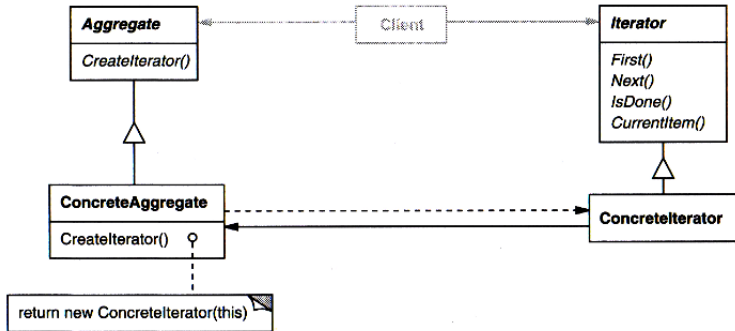 Aggregate
CreateIterator()
Client
Iterator
First()
Next()
IsDone()
CurrentItem()
ConcreteAggregate
CreateIterator()
ConcreteIterator
return new ConcreteIterator(this)